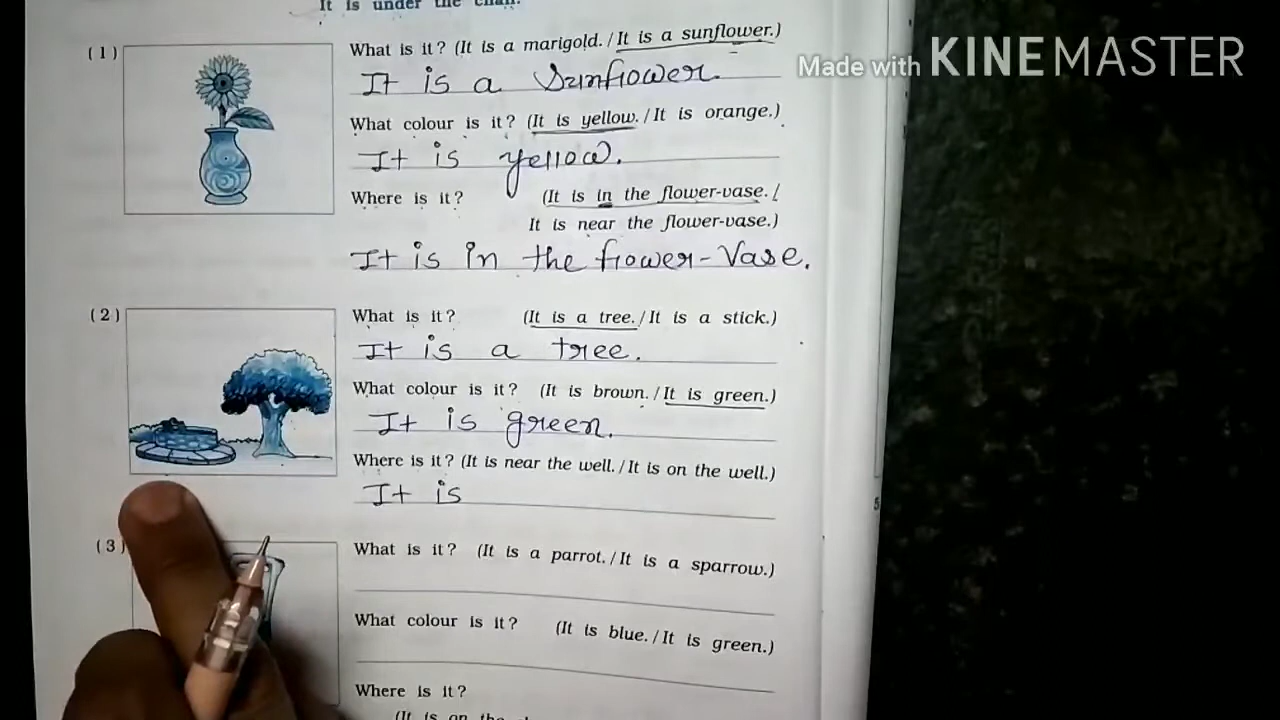 It is under the chair.
(1)
What is it? (It is a marigold. / It is a sunflower.)
It is a Sunflower.
What colour is it? (It is yellow. / It is orange.)
It is yellow.
Where is it? (It is in the flower-vase. /
It is near the flower-vase.)
It is in the flower-Vase.
(2)
What is it? (It is a tree. / It is a stick.)
It is a tree.
What colour is it? (It is brown. / It is green.)
It is green.
Where is it? (It is near the well. / It is on the well.)
It is
(3)
What is it? (It is a parrot. / It is a sparrow.)
What colour is it? (It is blue. / It is green.)
Where is it?
(It is on the
5
Made with KINEMASTER